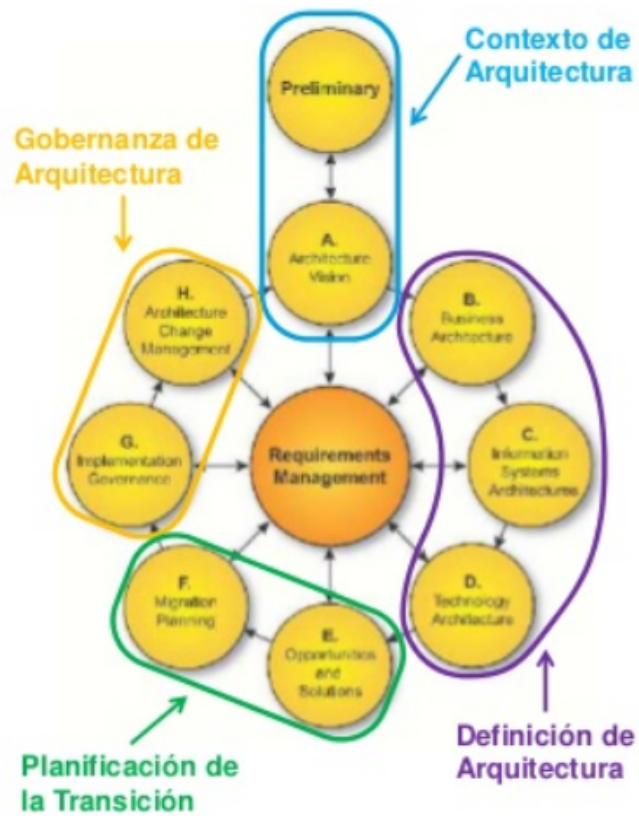 Contexto de
Arquitectura
Preliminary
Gobernanza de
Arquitectura
A.
Architecture
Vision
H.
Architecture
Change
Management
B.
Business
Architecture
G.
Implementation
Governance
Requirements
Management
C.
Information
Systems
Architectures
F.
Migration
Planning
E.
Opportunities
and
Solutions
D.
Technology
Architecture
Planificación de
la Transición
Definición de
Arquitectura